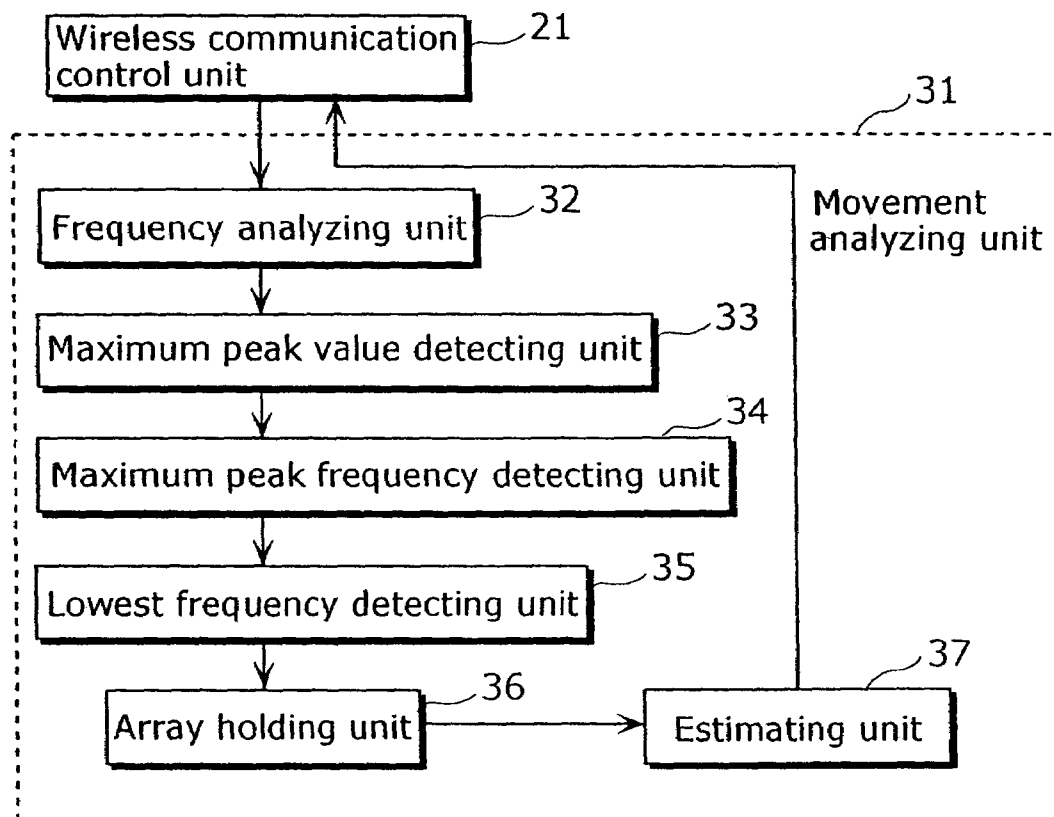 Wireless communication
control unit
21
31
Frequency analyzing unit
32
Movement
analyzing unit
Maximum peak value detecting unit
33
Maximum peak frequency detecting unit
34
Lowest frequency detecting unit
35
Array holding unit
36
Estimating unit
37